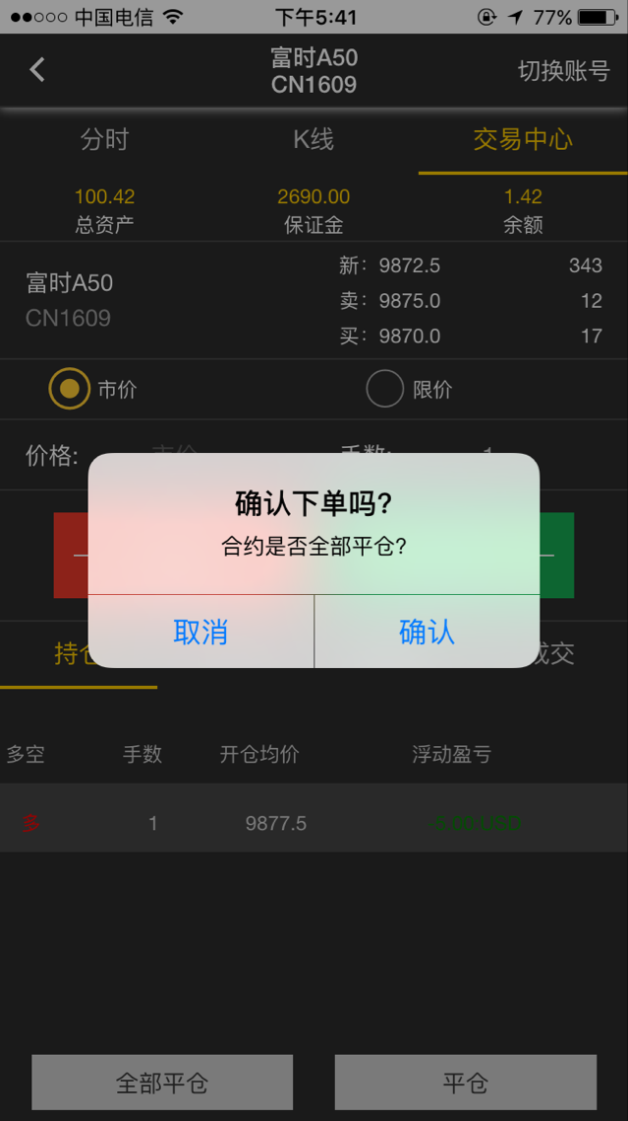 中国电信
下午5:41
77%
富时A50
CN1609
切换账号
分时
K线
交易中心
100.42
2690.00
1.42
总资产
保证金
余额
富时A50
CN1609
新: 9872.5 343
卖: 9875.0 12
买: 9870.0 17
市价
限价
价格:
市价
手数:
1
确认下单吗?
合约是否全部平仓?
取消
确认
持仓
成交
多空
手数
开仓均价
浮动盈亏
多
1
9877.5
-5.00:USD
全部平仓
平仓